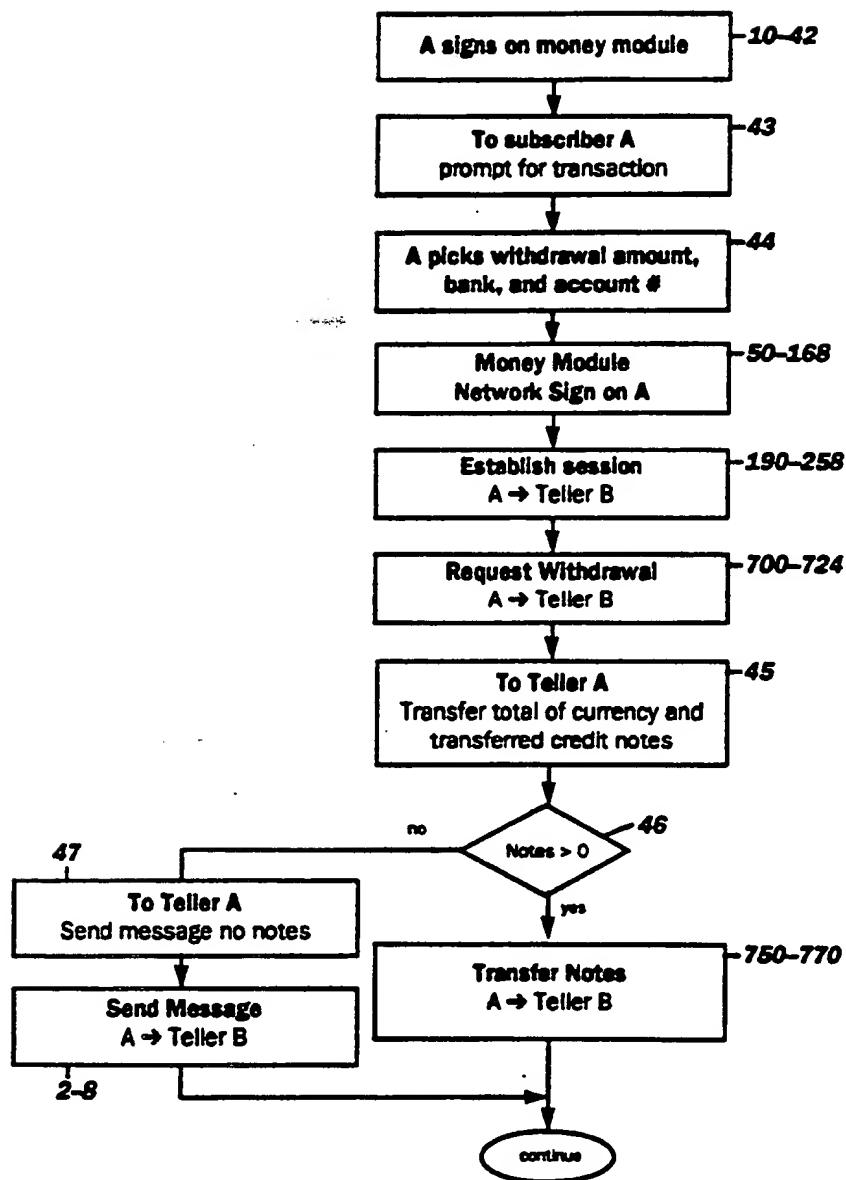 A signs on money module
10–42
To subscriber A
prompt for transaction
43
A picks withdrawal amount,
bank, and account #
44
Money Module
Network Sign on A
50–168
Establish session
A → Teller B
190–258
Request Withdrawal
A → Teller B
700–724
To Teller A
Transfer total of currency and
transferred credit notes
45
Notes > 0
46
no
yes
47
To Teller A
Send message no notes
Send Message
A → Teller B
2–8
Transfer Notes
A → Teller B
750–770
continue